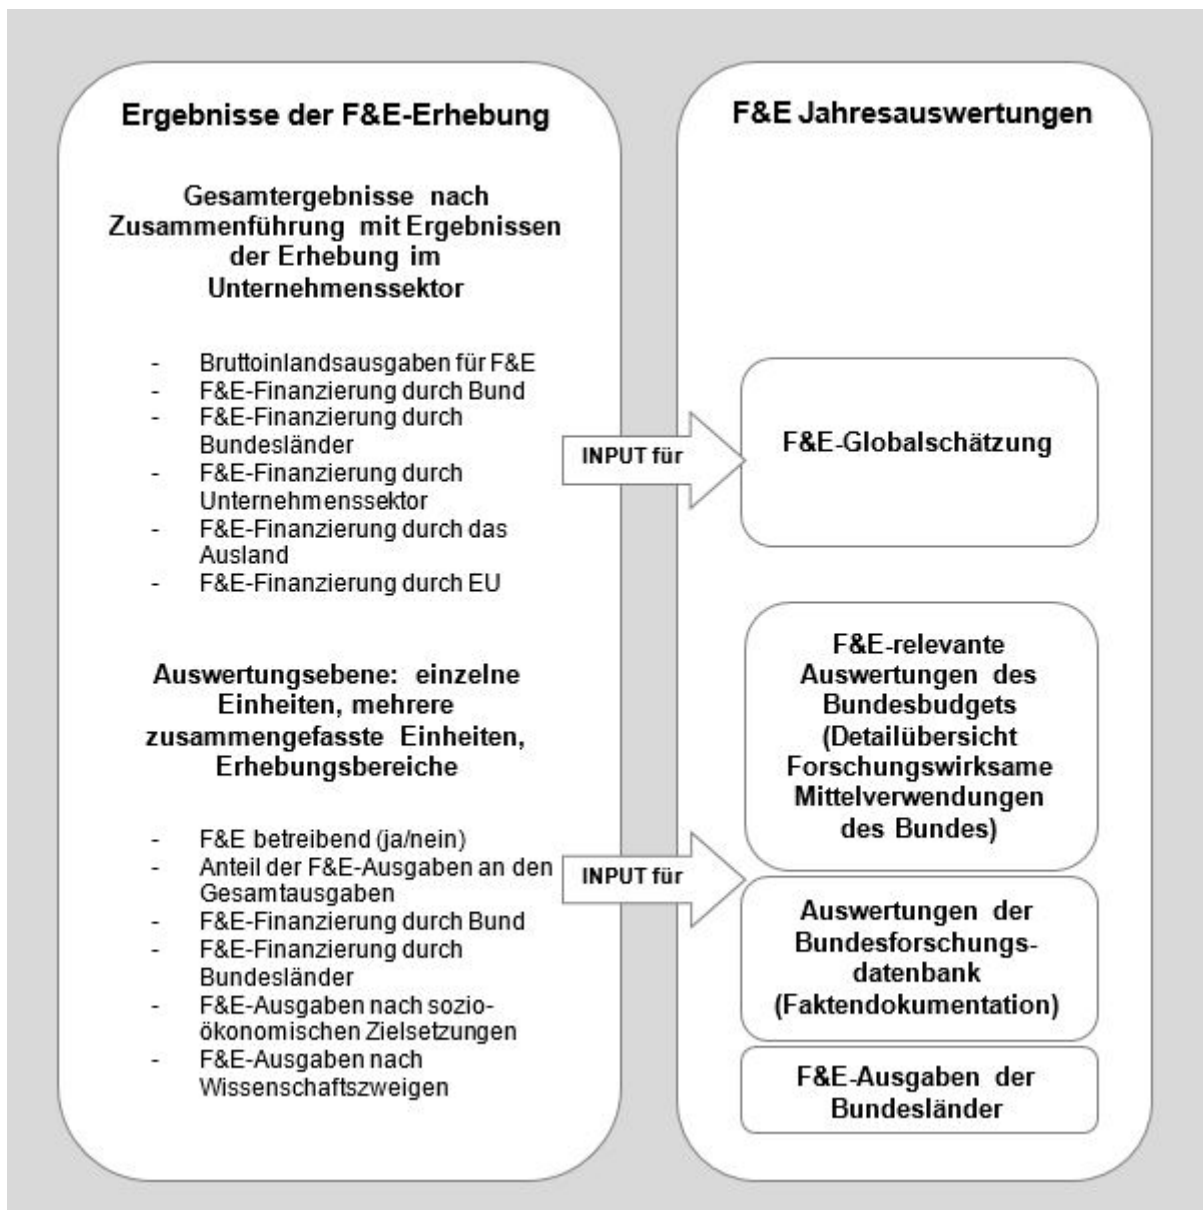 Ergebnisse der F&E-Erhebung
Gesamtergebnisse nach
Zusammenführung mit Ergebnissen
der Erhebung im
Unternehmenssektor
- Bruttoinlandsausgaben für F&E
- F&E-Finanzierung durch Bund
- F&E-Finanzierung durch
Bundesländer
- F&E-Finanzierung durch
Unternehmenssektor
- F&E-Finanzierung durch das
Ausland
- F&E-Finanzierung durch EU
Auswertungsebene: einzelne
Einheiten, mehrere
zusammengefasste Einheiten,
Erhebungsbereiche
- F&E betreibend (ja/nein)
- Anteil der F&E-Ausgaben an den
Gesamtausgaben
- F&E-Finanzierung durch Bund
- F&E-Finanzierung durch
Bundesländer
- F&E-Ausgaben nach sozio-
ökonomischen Zielsetzungen
- F&E-Ausgaben nach
Wissenschaftszweigen
INPUT für
INPUT für
F&E Jahresauswertungen
F&E-Globalschätzung
F&E-relevante
Auswertungen des
Bundesbudgets
(Detailübersicht
Forschungswirksame
Mittelverwendungen
des Bundes)
Auswertungen der
Bundesforschungs-
datenbank
(Faktendokumentation)
F&E-Ausgaben der
Bundesländer